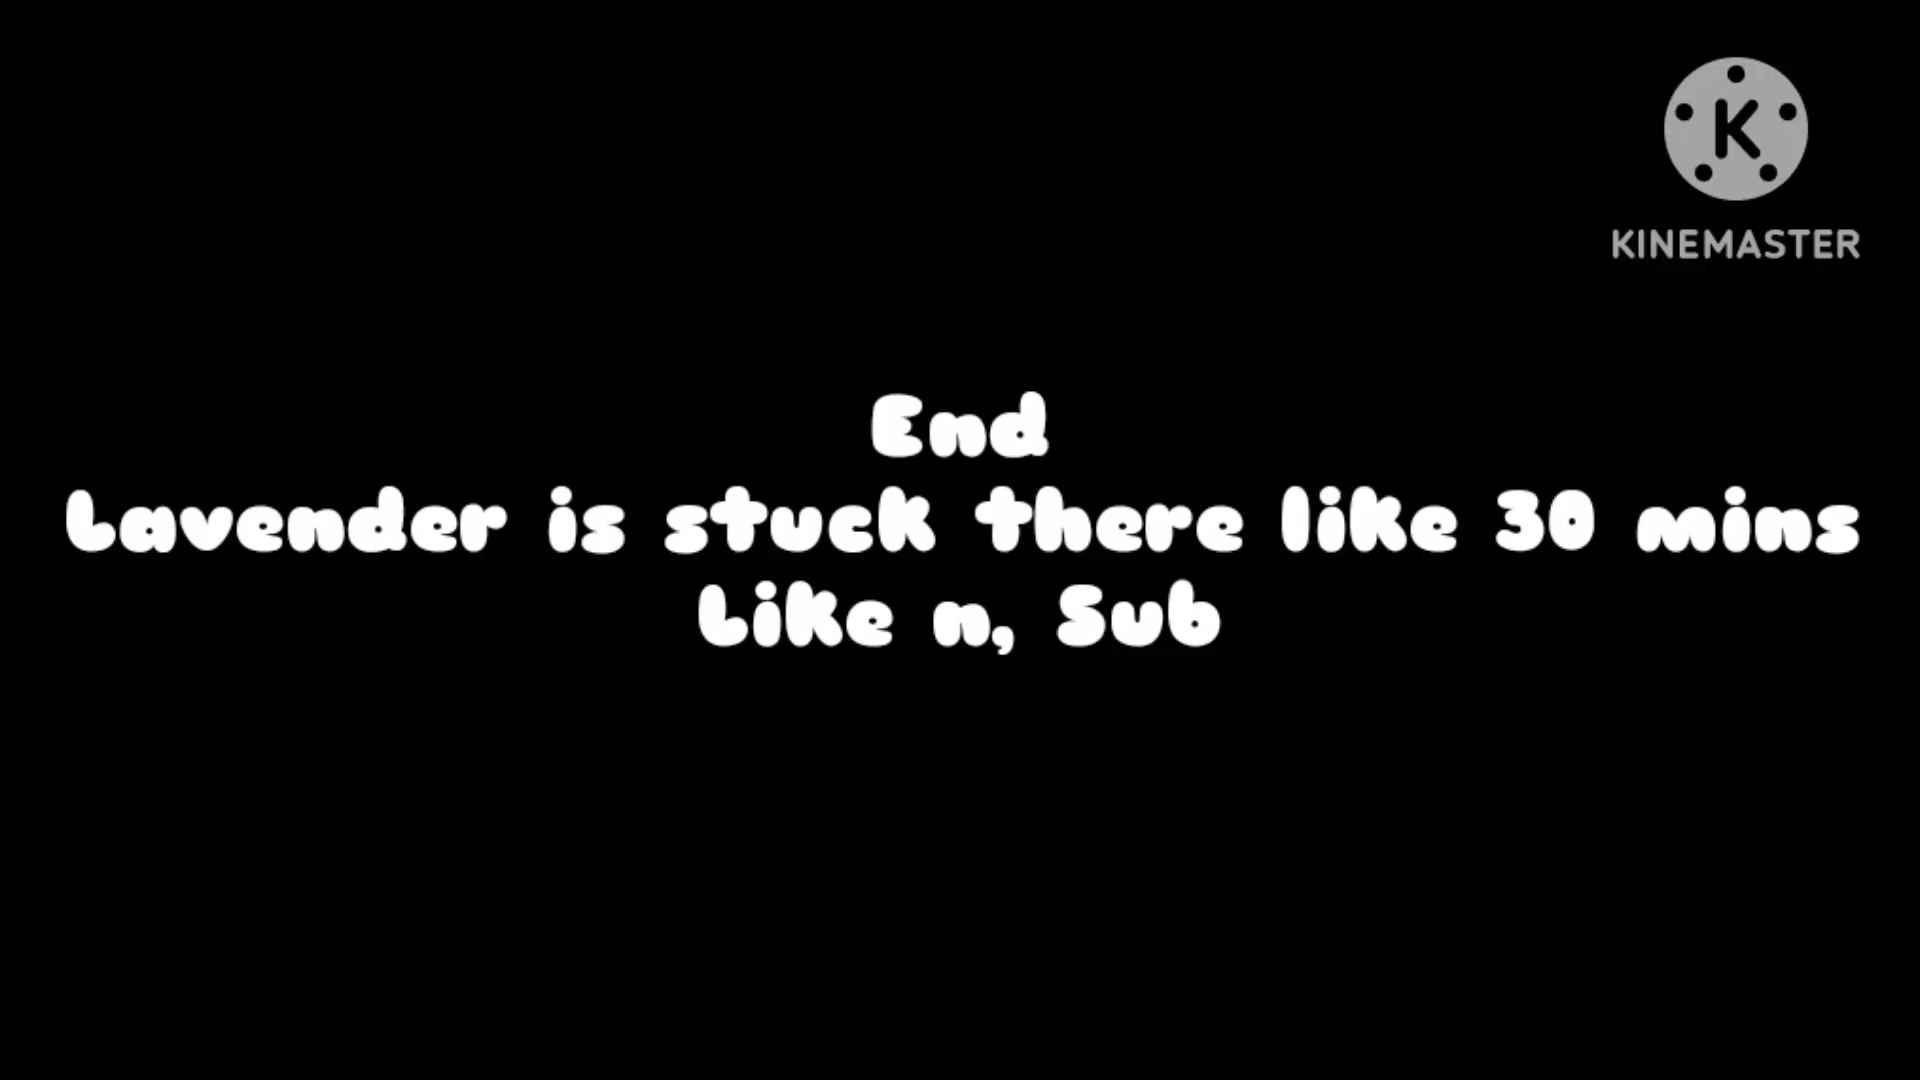 K
KINEMASTER
End
Lavender is stuck there like 30 mins
Like n, Sub